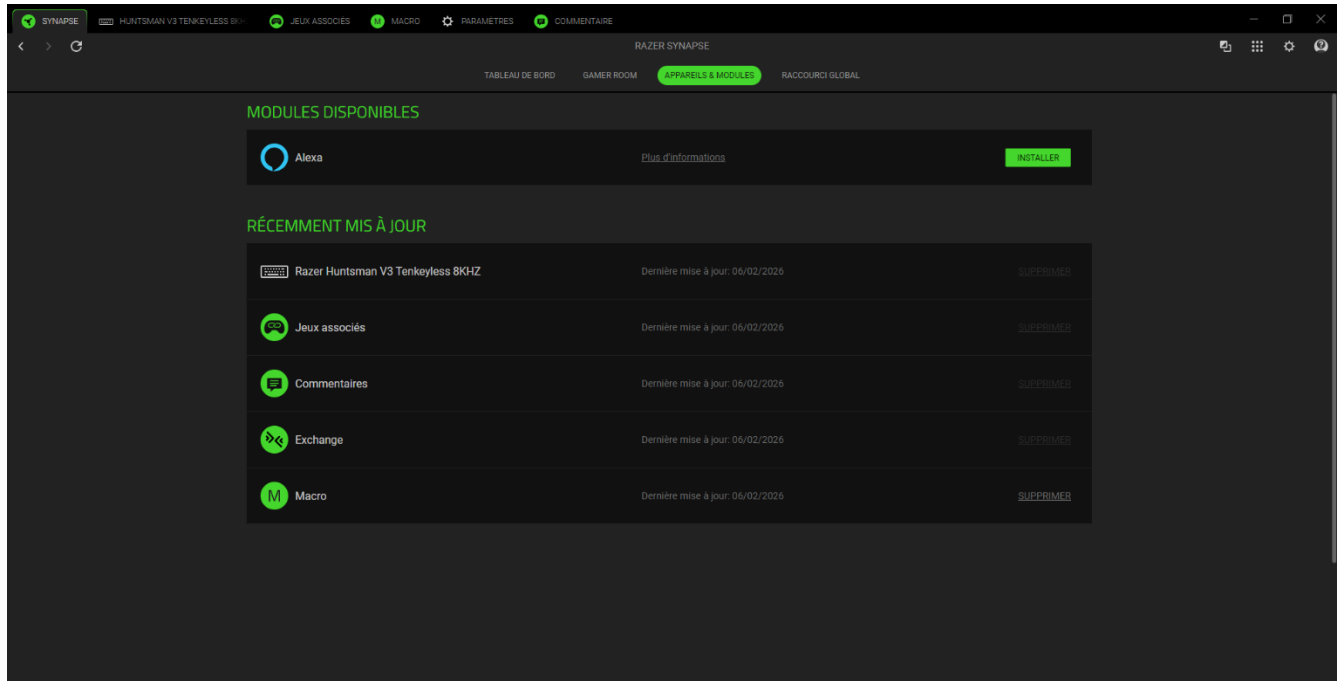 SYNAPSE HUNTSMAN V3 TENKEYLESS 8KH JEUX ASSOCIÉS M MACRO PARAMÈTRES COMMENTAIRE
RAZER SYNAPSE
TABLEAU DE BORD GAMER ROOM APPAREILS & MODULES RACCOURCI GLOBAL
MODULES DISPONIBLES
Alexa Plus d'informations INSTALLER
RÉCEMMENT MIS À JOUR
Razer Huntsman V3 Tenkeyless 8KHZ Dernière mise à jour: 06/02/2026 SUPPRIMER
Jeux associés Dernière mise à jour: 06/02/2026 SUPPRIMER
Commentaires Dernière mise à jour: 06/02/2026 SUPPRIMER
Exchange Dernière mise à jour: 06/02/2026 SUPPRIMER
M Macro Dernière mise à jour: 06/02/2026 SUPPRIMER